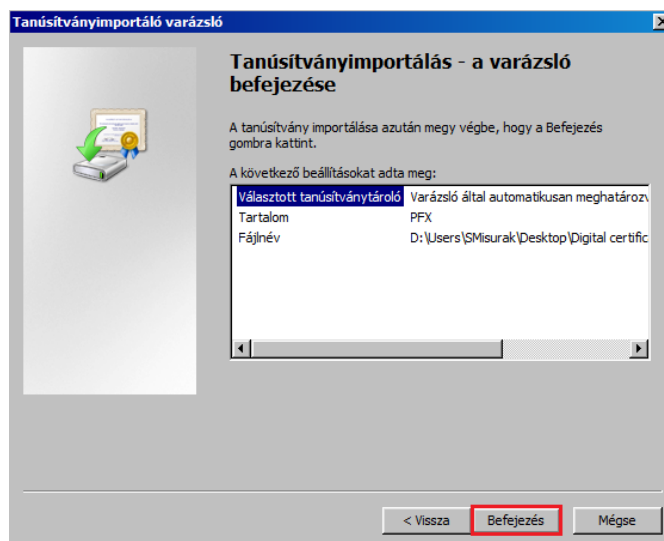 Tanúsítványimportáló varázsló
Tanúsítványimportálás - a varázsló
befejezése
A tanúsítvány importálása azután megy végbe, hogy a Befejezés
gombra kattint.
A következő beállításokat adta meg:
Választott tanúsítványtároló Varázsló által automatikusan meghatározv
Tartalom PFX
Fájlnév D:\Users\SMisurak\Desktop\Digital certific
< Vissza Befejezés Mégse